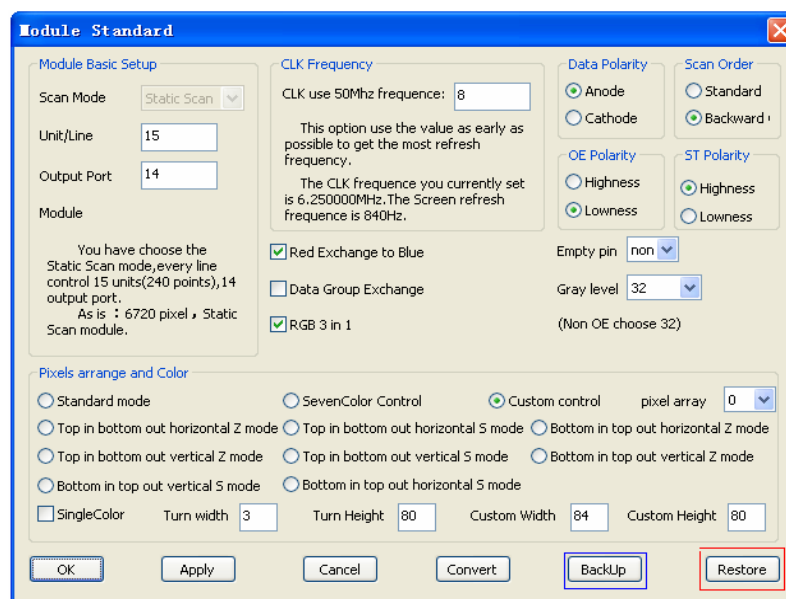 Module Standard
Module Basic Setup
Scan Mode
Static Scan
Unit/Line
15
Output Port
14
Module
You have choose the
Static Scan mode,every line
control 15 units(240 points),14
output port.
As is：6720 pixel，Static
Scan module.
CLK Frequency
CLK use 50Mhz frequence:
8
This option use the value as early as
possible to get the most refresh
frequency.
The CLK frequence you currently set
is 6.250000MHz.The Screen refresh
frequence is 840Hz.
Data Polarity
Anode
Cathode
Scan Order
Standard
Backward
OE Polarity
Highness
Lowness
ST Polarity
Highness
Lowness
Red Exchange to Blue
Data Group Exchange
RGB 3 in 1
Empty pin
non
Gray level
32
(Non OE choose 32)
Pixels arrange and Color
Standard mode
SevenColor Control
Custom control
pixel array
0
Top in bottom out horizontal Z mode
Top in bottom out horizontal S mode
Bottom in top out horizontal Z mode
Top in bottom out vertical Z mode
Top in bottom out vertical S mode
Bottom in top out vertical Z mode
Bottom in top out vertical S mode
Bottom in top out horizontal S mode
SingleColor
Turn width
3
Turn Height
80
Custom Width
84
Custom Height
80
OK
Apply
Cancel
Convert
BackUp
Restore